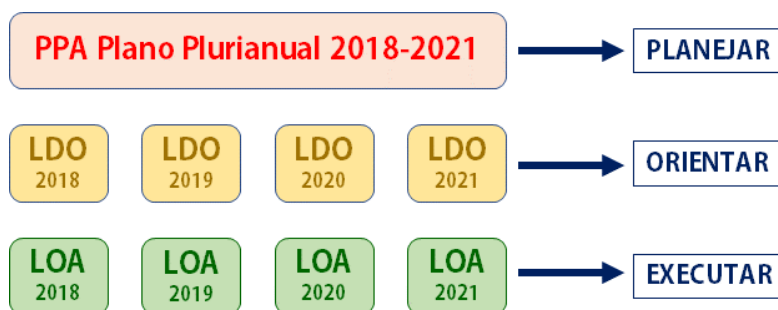 PPA Plano Plurianual 2018-2021
PLANEJAR
LDO
2018
LDO
2019
LDO
2020
LDO
2021
ORIENTAR
LOA
2018
LOA
2019
LOA
2020
LOA
2021
EXECUTAR